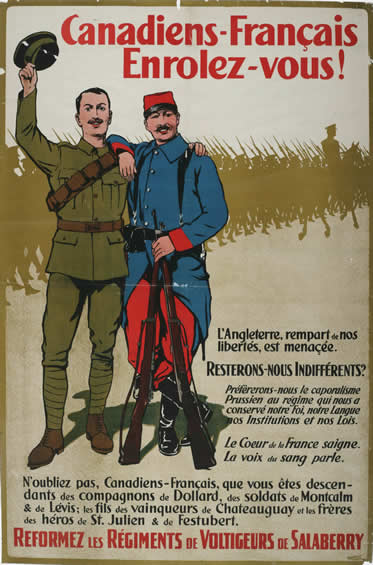 Canadiens-Français
Enrolez-vous!
L'Angleterre, rempart de nos
libertés, est menacée.
RESTERONS-NOUS INDIFFÉRENTS?
Préférerons-nous le caporalisme
Prussien au régime qui nous a
conservé notre Foi, notre Langue
nos Institutions et nos Lois.
Le Coeur de la France saigne.
La voix du sang parle.
N'oubliez pas, Canadiens-Français, que vous êtes descen-
dants des compagnons de Dollard, des soldats de Montcalm
& de Lévis; les fils des vainqueurs de Chateauguay et les frères
des héros de St. Julien & de Festubert.
REFORMEZ LES RÉGIMENTS DE VOLTIGEURS DE SALABERRY